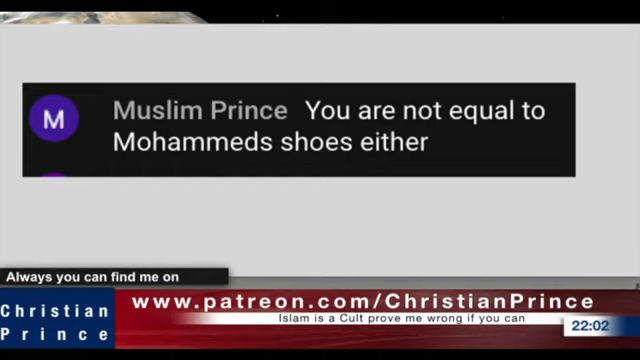 M
Muslim Prince You are not equal to
Mohammeds shoes either
Always you can find me on
www.patreon.com/ChristianPrince
Christian
Prince
Islam is a Cult prove me wrong if you can
22:02